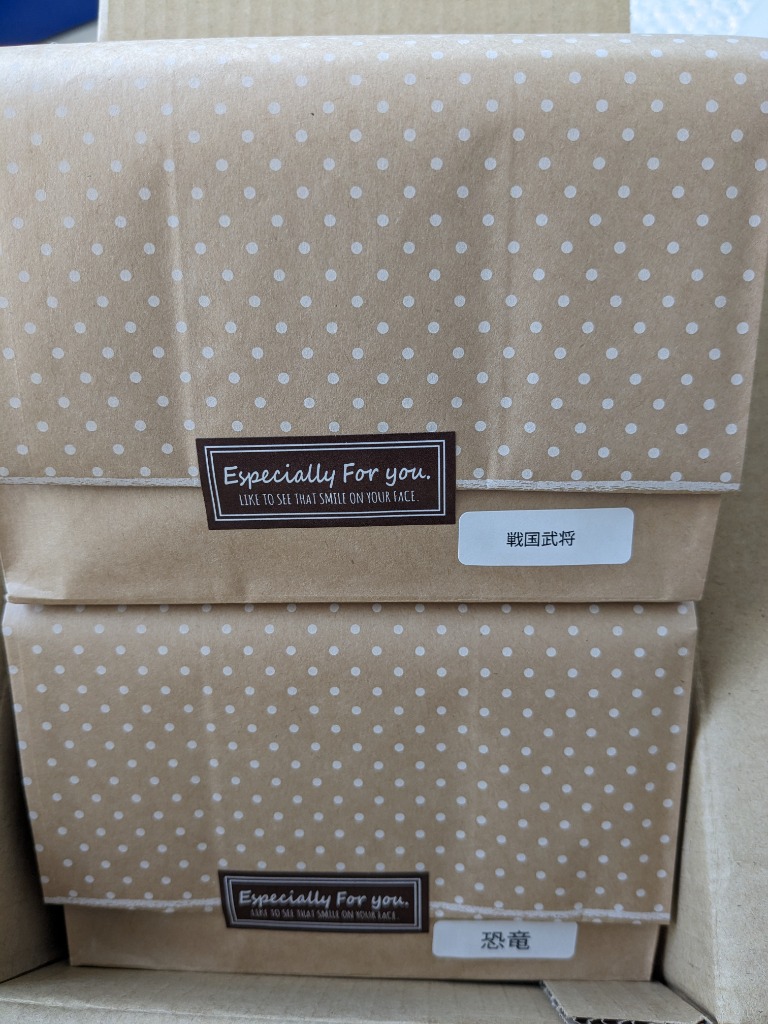 Especially For you.
LIKE TO SEE THAT SMILE ON YOUR FACE.
戦国武将
Especially For you.
LIKE TO SEE THAT SMILE ON YOUR FACE.
恐竜